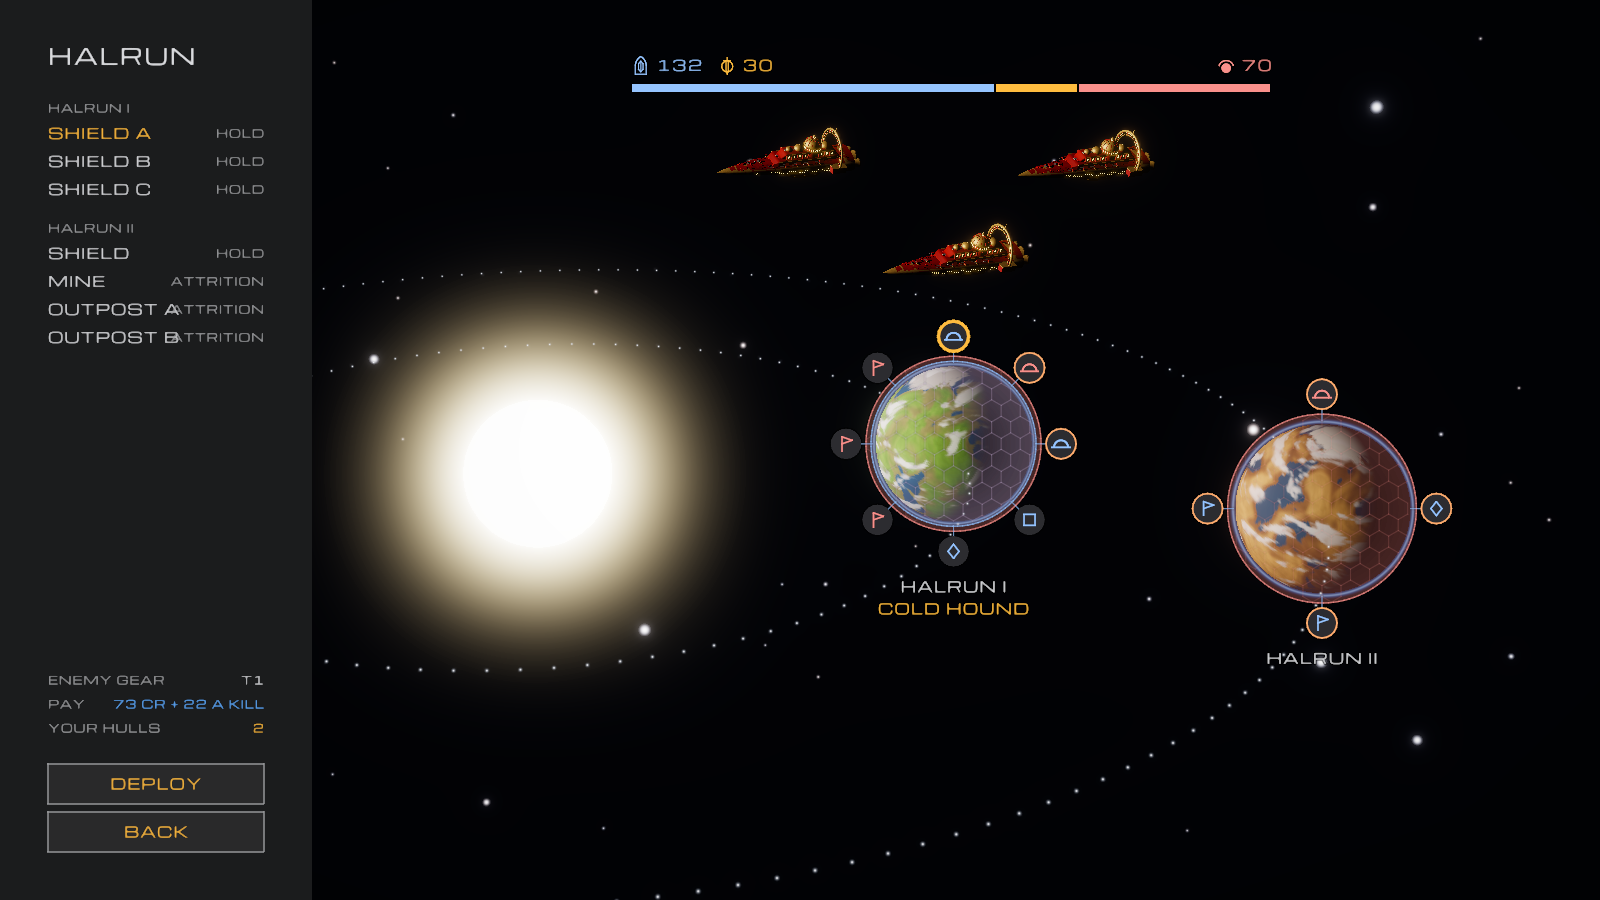 HALRUN
HALRUN I
SHIELD A HOLD
SHIELD B
SHIELD C HOLD
HALRUN II
SHIELD HOLD
MINE ATTRITION
OUTPOST A ATTRITION
OUTPOST B ATTRITION
ENEMY GEAR T1
PAY 73 CR + 22 A KILL
YOUR HULLS 2
DEPLOY
BACK
132 30 70
HALRUN I
COLD HOUND
HALRUN II